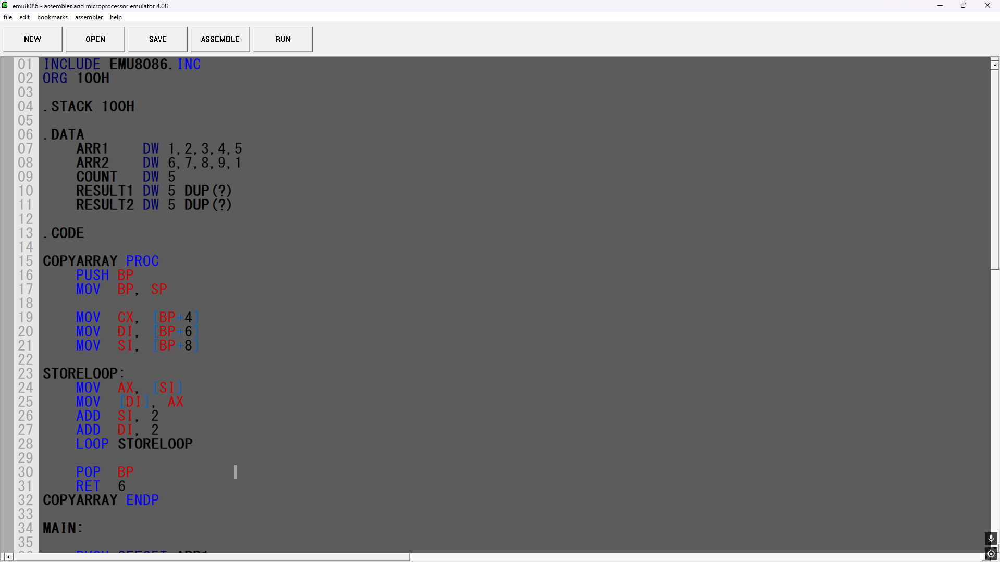 emu8086 - assembler and microprocessor emulator 4.08
file edit bookmarks assembler help
NEW OPEN SAVE ASSEMBLE RUN
01 INCLUDE EMU8086.INC
02 ORG 100H
03
04 .STACK 100H
05
06 .DATA
07 ARR1 DW 1,2,3,4,5
08 ARR2 DW 6,7,8,9,1
09 COUNT DW 5
10 RESULT1 DW 5 DUP(?)
11 RESULT2 DW 5 DUP(?)
12
13 .CODE
14
15 COPYARRAY PROC
16 PUSH BP
17 MOV BP, SP
18
19 MOV CX, [BP+4]
20 MOV DI, [BP+6]
21 MOV SI, [BP+8]
22
23 STORELOOP:
24 MOV AX, [SI]
25 MOV [DI], AX
26 ADD SI, 2
27 ADD DI, 2
28 LOOP STORELOOP
29
30 POP BP
31 RET 6
32 COPYARRAY ENDP
33
34 MAIN:
35